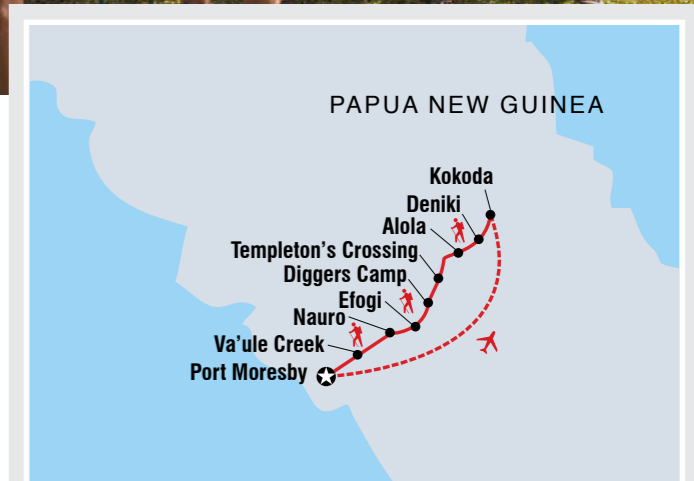 PAPUA NEW GUINEA
Kokoda
Deniki
Alola
Templeton's Crossing
Diggers Camp
Efogi
Nauro
Va'ule Creek
Port Moresby